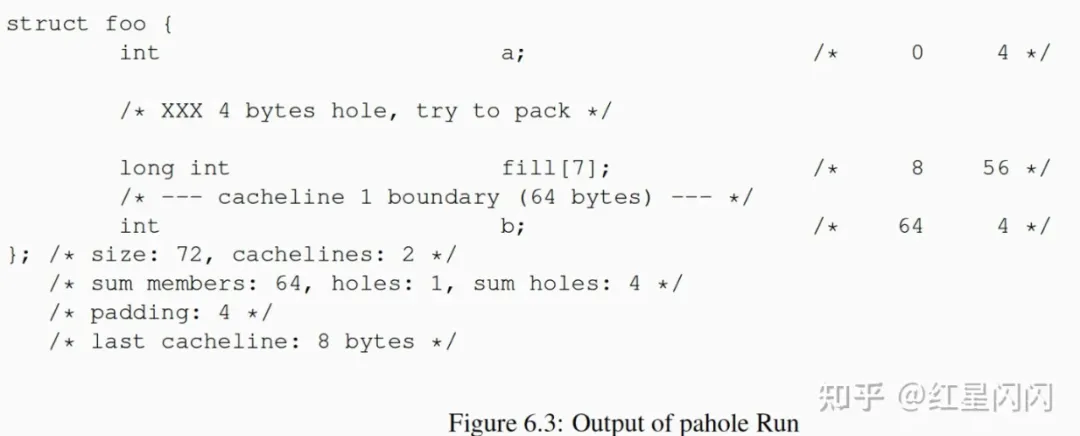 struct foo {
int a; /* 0 4 */
/* XXX 4 bytes hole, try to pack */
long int fill[7]; /* 8 56 */
/* --- cacheline 1 boundary (64 bytes) --- */
int b; /* 64 4 */
}; /* size: 72, cachelines: 2 */
/* sum members: 64, holes: 1, sum holes: 4 */
/* padding: 4 */
/* last cacheline: 8 bytes */
知乎 @红星闪闪
Figure 6.3: Output of pahole Run